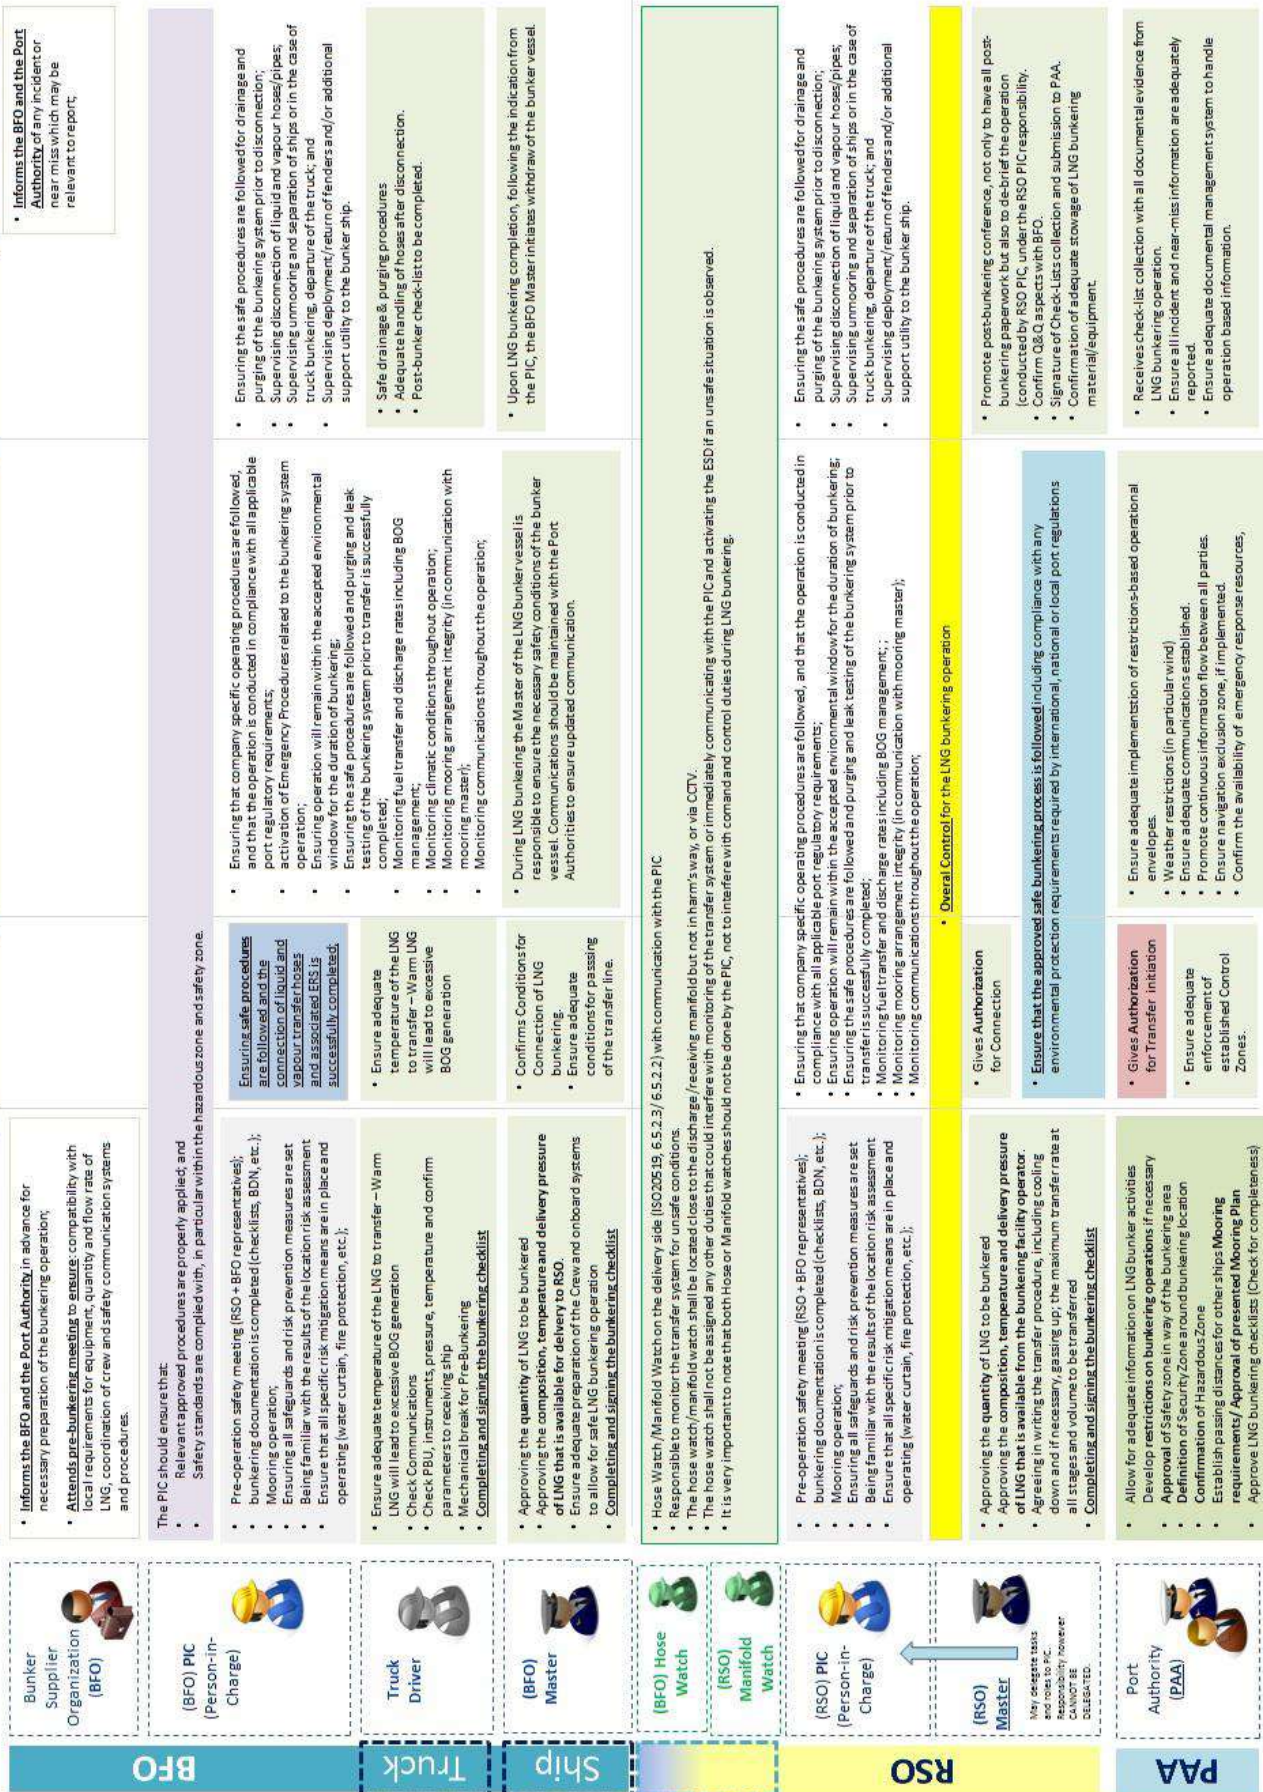 BFO
Bunker
Supplier
Organization
(BFO)
• Informs the BFO and the Port Authority in advance for
necessary preparation of the bunkering operation;
• Attends pre-bunkering meeting to ensure: compatibility with
local requirements for equipment, quantity and flow rate of
LNG, coordination of crew and safety communication systems
and procedures.
• Informs the BFO and the Port
Authority of any incident or
near miss which may be
relevant to report;
(BFO) PIC
(Person-in-
Charge)
The PIC should ensure that:
• Relevant approved procedures are properly applied; and
• Safety standards are complied with, in particular within the hazardous zone and safety zone.
• Pre-operation safety meeting (RSO + BFO representatives);
• bunkering documentation is completed (checklists, BDN, etc.);
• Mooring operation;
• Ensuring all safeguards and risk prevention measures are set
• Being familiar with the results of the location risk assessment
• Ensure that all specific risk mitigation means are in place and
operating (water curtain, fire protection, etc.);
Ensuring safe procedures
are followed and the
connection of liquid and
vapour transfer hoses
and associated ERS is
successfully completed;
• Ensuring that company specific operating procedures are followed,
and that the operation is conducted in compliance with all applicable
port regulatory requirements;
• activation of Emergency Procedures related to the bunkering system
operation;
• Ensuring operation will remain within the accepted environmental
window for the duration of bunkering;
• Ensuring the safe procedures are followed and purging and leak
testing of the bunkering system prior to transfer is successfully
completed;
• Monitoring fuel transfer and discharge rates including BOG
management;
• Monitoring climatic conditions throughout operation;
• Monitoring mooring arrangement integrity (in communication with
mooring master);
• Monitoring communications throughout the operation;
• Ensuring the safe procedures are followed for drainage and
purging of the bunkering system prior to disconnection;
• Supervising disconnection of liquid and vapour hoses/pipes;
• Supervising unmooring and separation of ships or in the case of
truck bunkering, departure of the truck; and
• Supervising deployment/return of fenders and/or additional
support utility to the bunker ship.
Truck
Truck
Driver
• Ensure adequate temperature of the LNG to transfer – Warm
LNG will lead to excessive BOG generation
• Check Communications
• Check PBU, instruments, pressure, temperature and confirm
parameters to receiving ship
• Mechanical break for Pre-Bunkering
• Completing and signing the bunkering checklist
• Ensure adequate
temperature of the LNG
to transfer – Warm LNG
will lead to excessive
BOG generation
• Safe drainage & purging procedures
• Adequate handling of hoses after disconnection.
• Post-bunker check-list to be completed.
Ship
(BFO)
Master
• Approving the quantity of LNG to be bunkered
• Approving the composition, temperature and delivery pressure
of LNG that is available for delivery to RSO.
• Ensure adequate preparation of the Crew and onboard systems
to allow for safe LNG bunkering operation
• Completing and signing the bunkering checklist
• Confirms Conditions for
Connection of LNG
bunkering.
• Ensure adequate
conditions for passsing
of the transfer line.
• During LNG bunkering the Master of the LNG bunker vessel is
responsible to ensure the necessary safety conditions of the bunker
vessel. Communications should be maintained with the Port
Authorities to ensure updated communication.
• Upon LNG bunkering completion, following the indication from
the PIC, the BFO Master initiates withdraw of the bunker vessel.
(BFO) Hose
Watch
(RSO)
Manifold
Watch
• Hose Watch /Manifold Watch on the delivery side (ISO20519, 6.5.2.3/ 6.5.2.2) with communication with the PIC
• Responsible to monitor the transfer system for unsafe conditions.
• The hose watch/manifold watch shall be located close to the discharge /receiving manifold but not in harm's way, or via CCTV.
• The hose watch shall not be assigned any other duties that could interfere with monitoring of the transfer system or immediately communicating with the PIC and activating the ESD if an unsafe situation is observed.
• It is very important to note that both Hose or Manifold watches should not be done by the PIC, not to interfere with comand and control duties during LNG bunkering.
RSO
(RSO) PIC
(Person-in-
Charge)
• Pre-operation safety meeting (RSO + BFO representatives);
• bunkering documentation is completed (checklists, BDN, etc.);
• Mooring operation;
• Ensuring all safeguards and risk prevention measures are set
• Being familiar with the results of the location risk assessment
• Ensure that all specific risk mitigation means are in place and
operating (water curtain, fire protection, etc.);
• Ensuring that company specific operating procedures are followed, and that the operation is conducted in
compliance with all applicable port regulatory requirements;
• Ensuring operation will remain within the accepted environmental window for the duration of bunkering;
• Ensuring the safe procedures are followed and purging and leak testing of the bunkering system prior to
transfer is successfully completed;
• Monitoring fuel transfer and discharge rates including BOG management; ;
• Monitoring mooring arrangement integrity (in communication with mooring master);
• Monitoring communications throughout the operation;
• Ensuring the safe procedures are followed for drainage and
purging of the bunkering system prior to disconnection;
• Supervising disconnection of liquid and vapour hoses/pipes;
• Supervising unmooring and separation of ships or in the case of
truck bunkering, departure of the truck; and
• Supervising deployment/return of fenders and/or additional
support utility to the bunker ship.
(RSO)
Master
May delegate tasks
and roles to PIC.
Responsibility however
CANNOT BE
DELEGATED.
• Overal Control for the LNG bunkering operation
• Approving the quantity of LNG to be bunkered
• Approving the composition, temperature and delivery pressure
of LNG that is available from the bunkering facility operator.
• Agreeing in writing the transfer procedure, including cooling
down and if necessary, gassing up; the maximum transfer rate at
all stages and volume to be transferred
• Completing and signing the bunkering checklist
• Gives Authorization
for Connection
• Ensure that the approved safe bunkering process is followed including compliance with any
environmental protection requirements required by international, national or local port regulations
• Promote post-bunkering conference, not only to have all post-
bunkering paperwork but also to de-brief the operation
(conducted by RSO PIC, under the RSO PIC responsibility.
• Confirm Q&Q aspects with BFO.
• Signature of Check-Lists collection and submission to PAA.
• Confirmation of adequate stowage of LNG bunkering
material/equipment.
PAA
Port
Authority
(PAA)
• Allow for adequate information on LNG bunker activities
• Develop restrictions on bunkering operations if necessary
• Approval of Safety zone in way of the bunkering area
• Definition of Security Zone around bunkering location
• Confirmation of Hazardous Zone
• Establish passing distances for other ships Mooring
requirements/ Approval of presented Mooring Plan
• Approve LNG bunkering checklists (Check for completeness)
• Gives Authorization
for Transfer initiation
• Ensure adequate
enforcement of
established Control
Zones.
• Ensure adequate implementstion of restrictions-based operational
envelopes.
• Weather restrictions (in particular wind)
• Ensure adequate communications established.
• Promote continuous information flow between all parties.
• Ensure navigation exclusion zone, if implemented.
• Confirm the availability of emergency response resources,
• Receives check-list collection with all documental evidence from
LNG bunkering operation.
• Ensure all incident and near-miss information are adequately
reported.
• Ensure adequate documental management system to handle
operation based information.